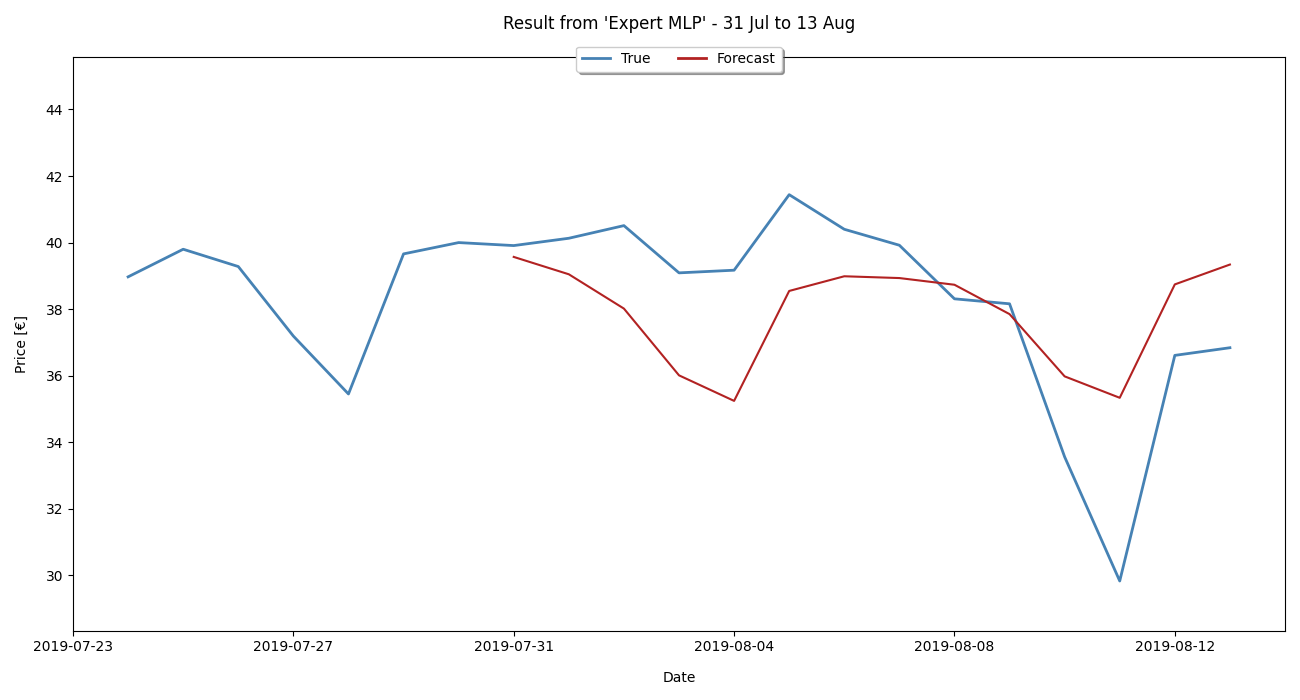 Result from 'Expert MLP' - 31 Jul to 13 Aug
True Forecast
Price [€]
44
42
40
38
36
34
32
30
2019-07-23 2019-07-27 2019-07-31 2019-08-04 2019-08-08 2019-08-12
Date